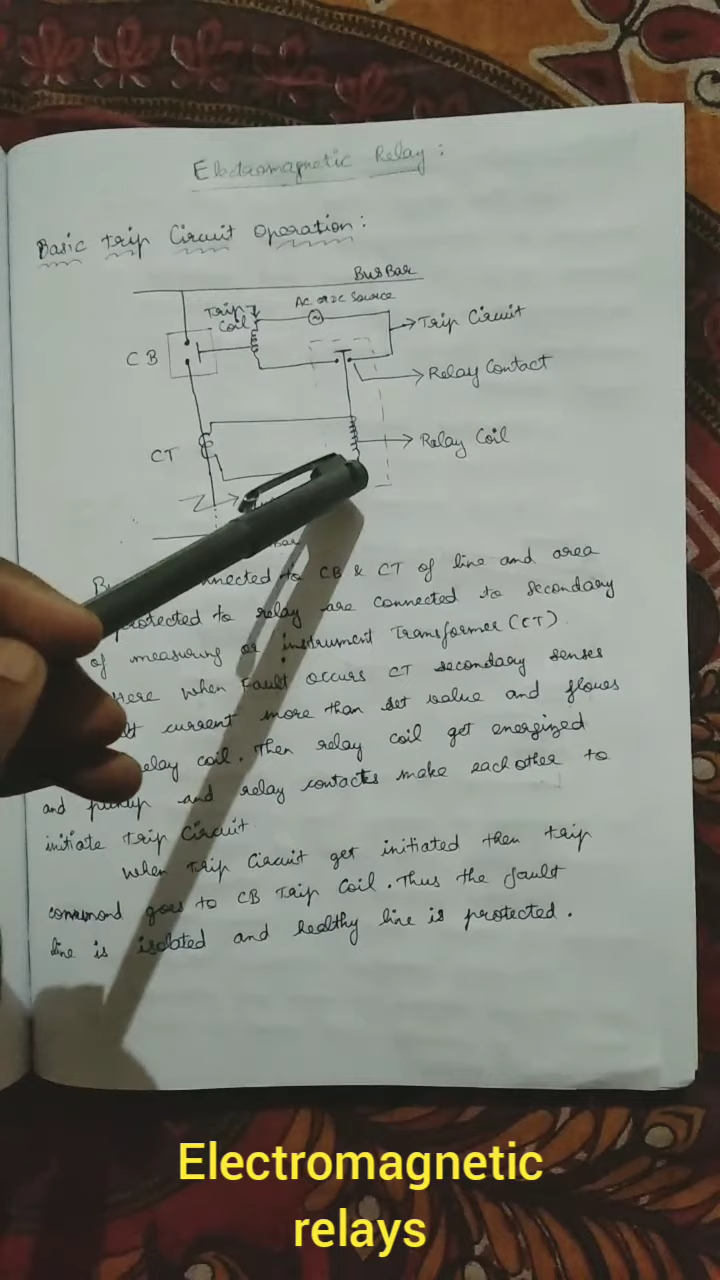 Electromagnetic Relay:
Basic trip Circuit Operation:
Bus Bar
Trip Coil
AC or DC Source
Trip Circuit
CB
Relay Contact
Relay Coil
CT
connected to CB & CT of line and area
protected to relay are connected to secondary
of measuring or instrument Transformer (CT).
Here when Fault occurs CT secondary senses
current more than set value and flows
relay coil. Then relay coil get energized
and pickup and relay contacts make each other to
initiate Trip Circuit.
When Trip Circuit get initiated then trip
command goes to CB Trip Coil. Thus the fault
line is isolated and healthy line is protected.
Electromagnetic
relays